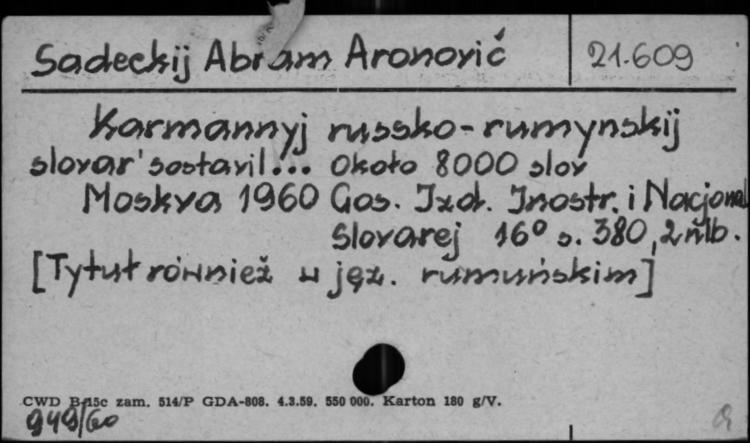 Sadeckij Abram Aronovič 21.609
Karmannyj russko-rumynskij
slovar' sostavil... Około 8000 slov
Moskva 1960 Gos. Izd. Inostr. i Nacjonal
Slovarej 16° s. 380, 2 nlb.
[Tytuł również w jęz. rumuńskim]
CWD B-15c zam. 514/P GDA-808. 4.3.59. 550 000. Karton 180 g/V.
949/60